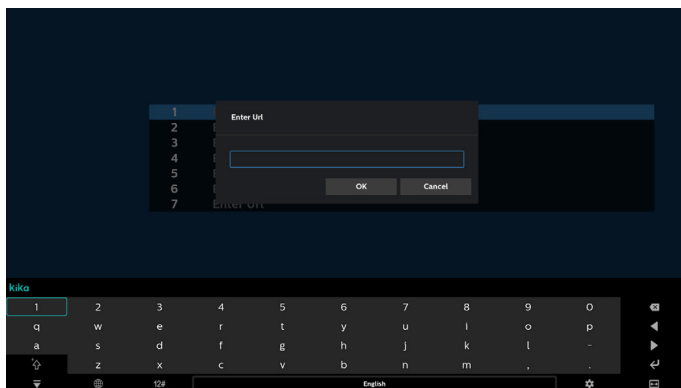 1
Enter Url
2
3
4
5
6
OK Cancel
7 Enter Url
kika
1 2 3 4 5 6 7 8 9 0
q w e r t y u i o p
a s d f g h j k l -
z x c v b n m , .
12# English